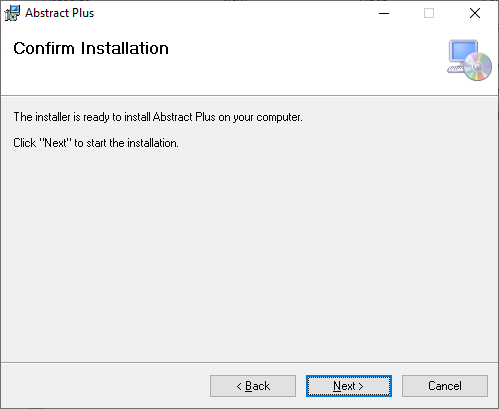 Abstract Plus
Confirm Installation
The installer is ready to install Abstract Plus on your computer.
Click "Next" to start the installation.
< Back
Next >
Cancel